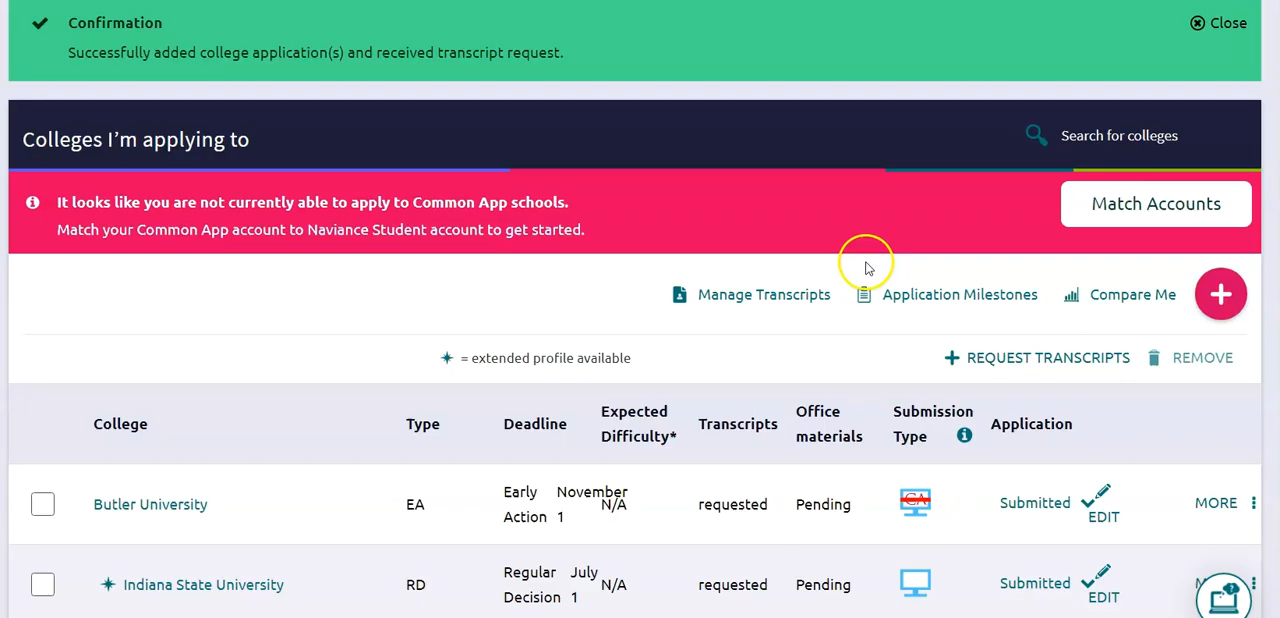 Confirmation
Close
Successfully added college application(s) and received transcript request.
Colleges I’m applying to
Search for colleges
It looks like you are not currently able to apply to Common App schools.
Match your Common App account to Naviance Student account to get started.
Match Accounts
Manage Transcripts
Application Milestones
Compare Me
= extended profile available
REQUEST TRANSCRIPTS
REMOVE
College
Type
Deadline
Expected
Difficulty*
Transcripts
Office
materials
Submission
Type
Application
Butler University
EA
Early November
Action 1
N/A
requested
Pending
CA
Submitted
EDIT
MORE
Indiana State University
RD
Regular July
Decision 1
N/A
requested
Pending
Submitted
EDIT